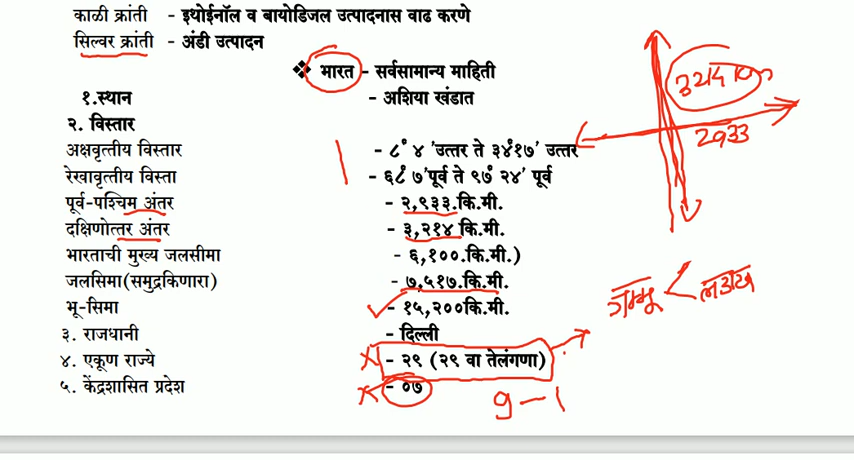 काळी क्रांती - इथोईनॉल व बायोडिजल उत्पादनास वाढ करणे
सिल्वर क्रांती - अंडी उत्पादन
❖ भारत - सर्वसामान्य माहिती
१.स्थान - अशिया खंडात
२. विस्तार
अक्षवृत्तीय विस्तार - ८° ४ 'उत्तर ते ३४°१७' उत्तर
रेखावृत्तीय विस्ता - ६८° ७'पूर्व ते ९७° २४' पूर्व
पूर्व-पश्चिम अंतर - २,९३३.कि.मी.
दक्षिणोत्तर अंतर - ३,२१४ कि.मी.
भारताची मुख्य जलसीमा - ६,१००.कि.मी.)
जलसिमा(समुद्रकिणारा) - ७,५१७.कि.मी.
भू-सिमा - १५,२००कि.मी.
३. राजधानी - दिल्ली
४. एकूण राज्ये - २९ (२९ वा तेलंगणा)
५. केंद्रशासित प्रदेश - ०७
2933
जम्मू < लडाख
9-1